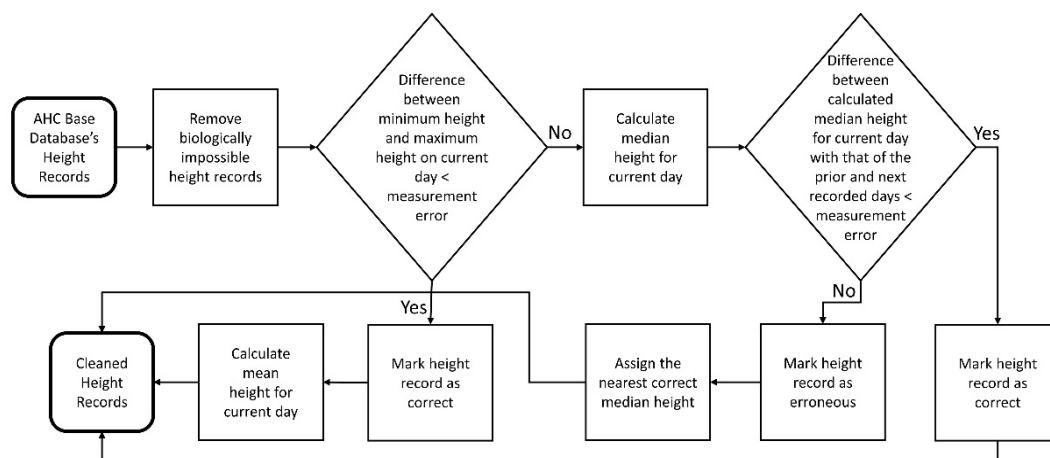 AHC Base
Database's
Height
Records
Remove
biologically
impossible
height records
Difference
between
minimum height
and maximum
height on current
day <
measurement
error
No
Calculate
median
height for
current day
Difference
between
calculated
median height
for current day
with that of the
prior and next
recorded days <
measurement
error
Yes
Yes
No
Cleaned
Height
Records
Calculate
mean
height for
current day
Mark height
record as
correct
Assign the
nearest correct
median height
Mark height
record as
erroneous
Mark height
record as
correct